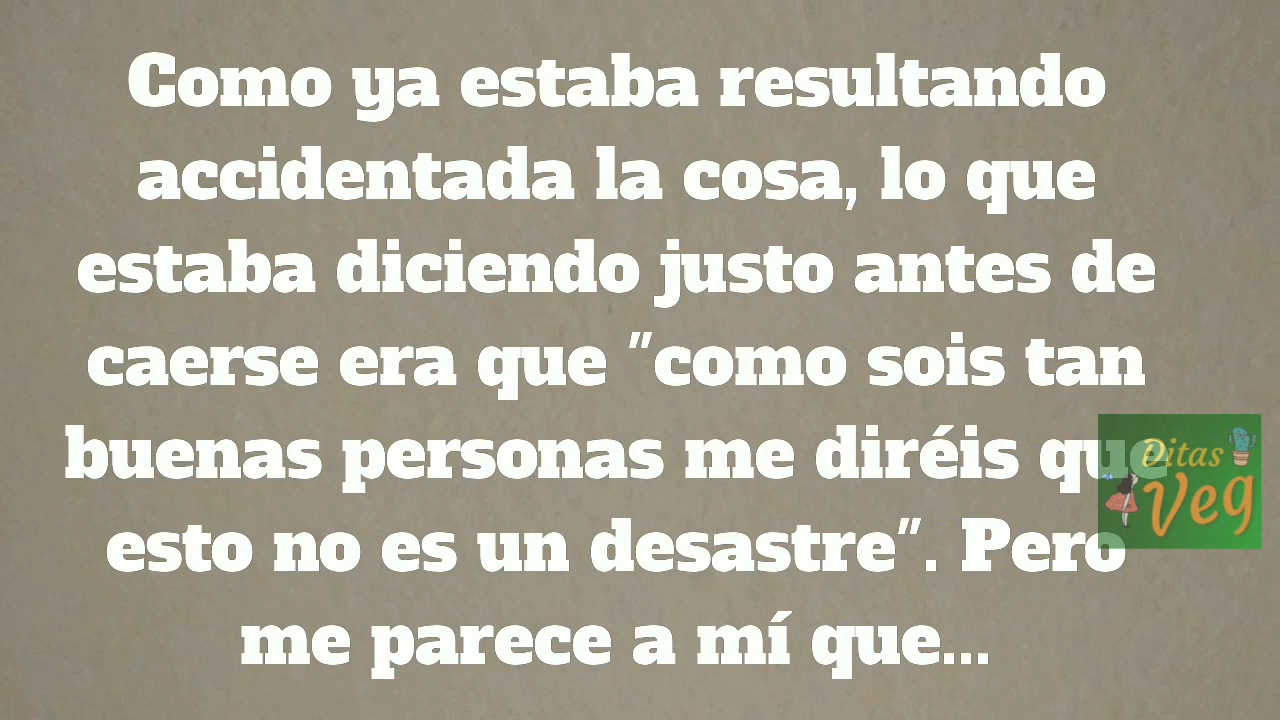 Como ya estaba resultando
accidentada la cosa, lo que
estaba diciendo justo antes de
caerse era que "como sois tan
buenas personas me diréis que
esto no es un desastre". Pero
me parece a mí que...
Pitas
Veg